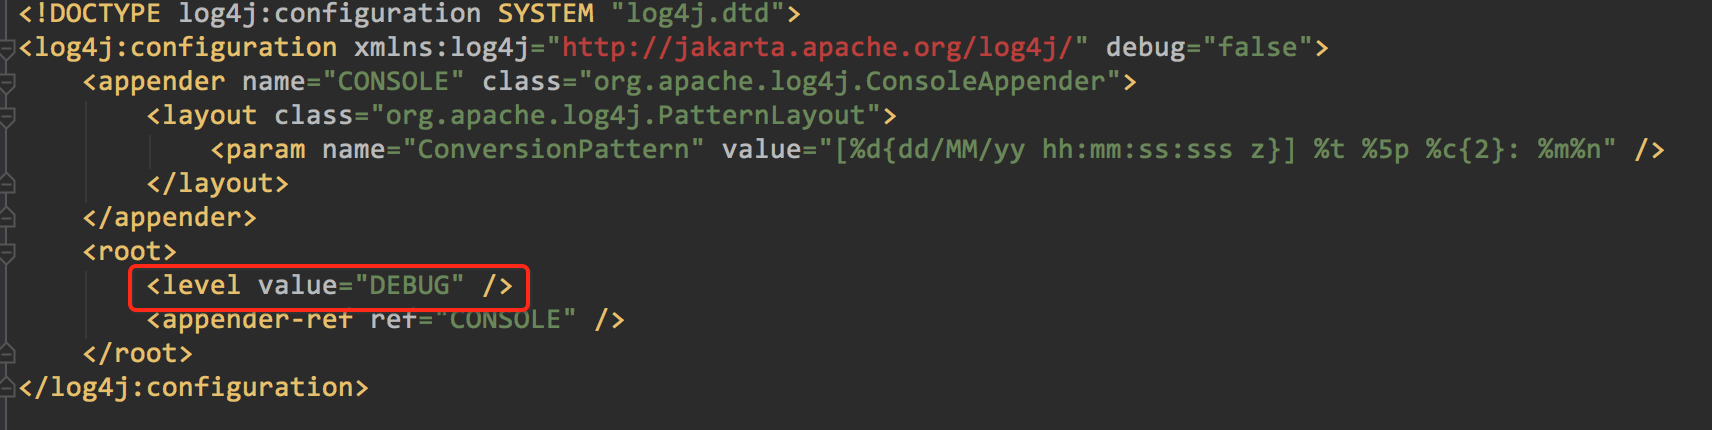 <!DOCTYPE log4j:configuration SYSTEM "log4j.dtd">
<log4j:configuration xmlns:log4j="http://jakarta.apache.org/log4j/" debug="false">
    <appender name="CONSOLE" class="org.apache.log4j.ConsoleAppender">
        <layout class="org.apache.log4j.PatternLayout">
            <param name="ConversionPattern" value="[%d{dd/MM/yy hh:mm:ss:sss z}] %t %5p %c{2}: %m%n" />
        </layout>
    </appender>
    <root>
        <level value="DEBUG" />
        <appender-ref ref="CONSOLE" />
    </root>
</log4j:configuration>